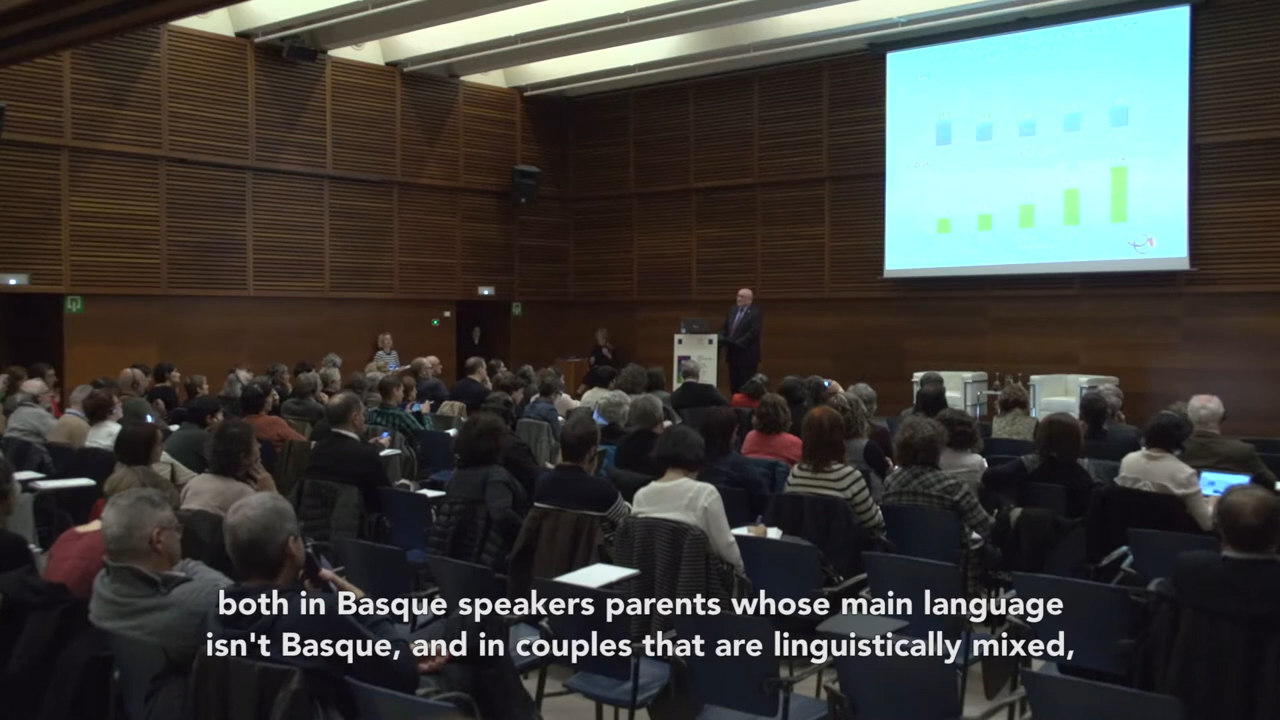 both in Basque speakers parents whose main language
isn't Basque, and in couples that are linguistically mixed,